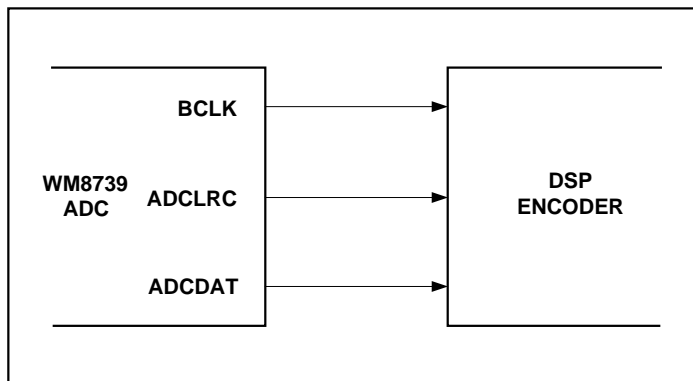 BCLK
WM8739
ADC
ADCLRC
ADCDAT
DSP
ENCODER